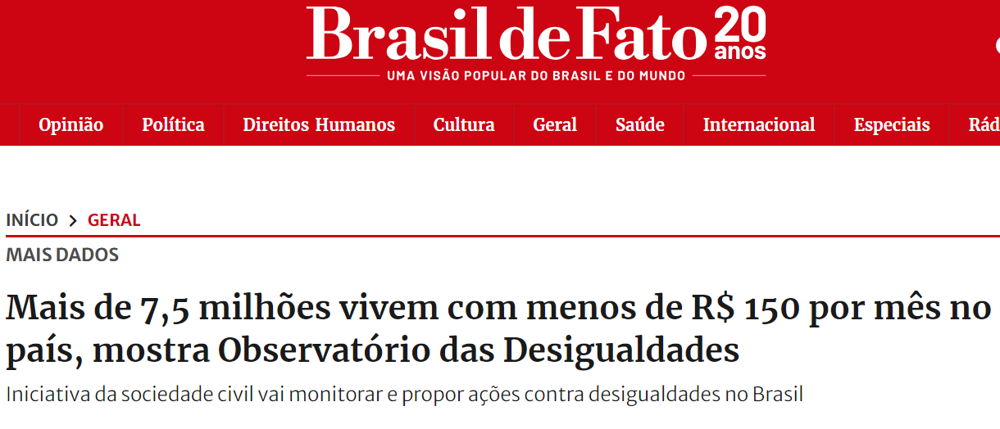 Brasil de Fato 20 anos
UMA VISÃO POPULAR DO BRASIL E DO MUNDO
Opinião Política Direitos Humanos Cultura Geral Saúde Internacional Especiais
INÍCIO > GERAL
MAIS DADOS
Mais de 7,5 milhões vivem com menos de R$ 150 por mês no
país, mostra Observatório das Desigualdades
Iniciativa da sociedade civil vai monitorar e propor ações contra desigualdades no Brasil